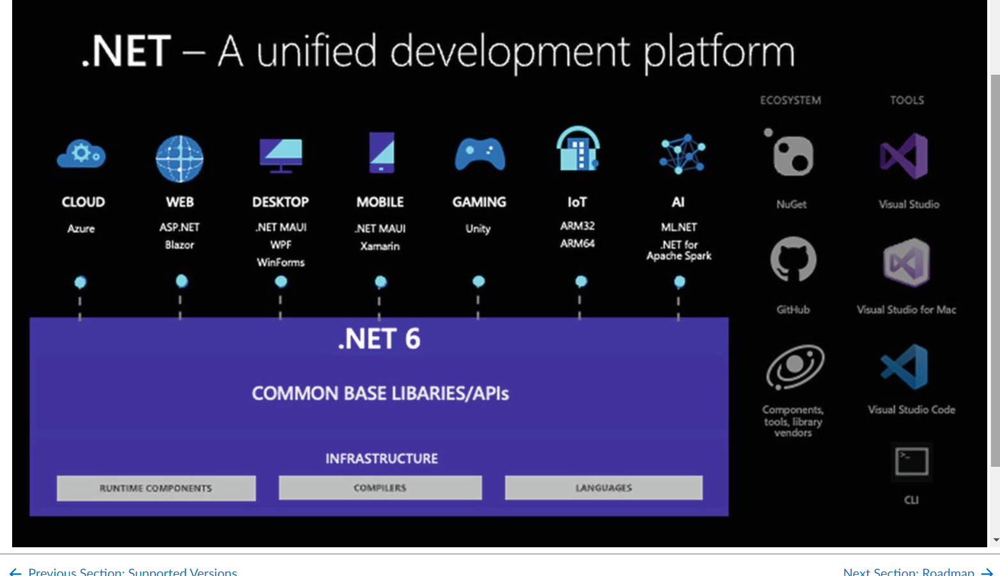 .NET – A unified development platform
ECOSYSTEM
TOOLS
CLOUD
Azure
WEB
ASP.NET
Blazor
DESKTOP
.NET MAUI
WPF
WinForms
MOBILE
.NET MAUI
Xamarin
GAMING
Unity
IoT
ARM32
ARM64
AI
ML.NET
.NET for
Apache Spark
NuGet
GitHub
Components,
tools, library
vendors
Visual Studio
Visual Studio for Mac
Visual Studio Code
>_
CLI
.NET 6
COMMON BASE LIBARIES/APIs
INFRASTRUCTURE
RUNTIME COMPONENTS
COMPILERS
LANGUAGES
← Previous Section: Supported Versions
Next Section: Roadmap →